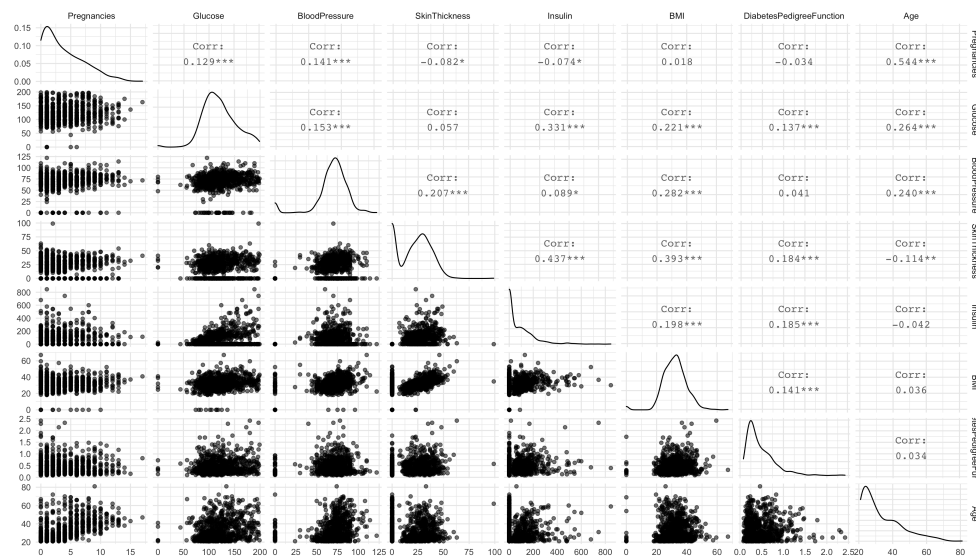 Pregnancies Glucose BloodPressure SkinThickness Insulin BMI DiabetesPedigreeFunction Age
0.15
0.10
0.05
0.00
Corr: Corr: Corr: Corr: Corr: Corr: Corr:
0.129*** 0.141*** -0.082* -0.074* 0.018 -0.034 0.544***
Pregnancies
200
150
100
50
0
Corr: Corr: Corr: Corr: Corr: Corr:
0.153*** 0.057 0.331*** 0.221*** 0.137*** 0.264***
Glucose
125
100
75
50
25
0
Corr: Corr: Corr: Corr: Corr:
0.207*** 0.089* 0.282*** 0.041 0.240***
BloodPressure
100
75
50
25
0
Corr: Corr: Corr: Corr:
0.437*** 0.393*** 0.184*** -0.114**
SkinThickness
800
600
400
200
0
Corr: Corr: Corr:
0.198*** 0.185*** -0.042
Insulin
60
40
20
0
Corr: Corr:
0.141*** 0.036
BMI
2.5
2.0
1.5
1.0
0.5
0.0
Corr:
0.034
80
60
40
20
Age
0 5 10 15 0 50 100 150 200 0 25 50 75 100 125 0 25 50 75 100 0 200 400 600 800 0 20 40 60 0.0 0.5 1.0 1.5 2.0 2.5 20 40 60 80